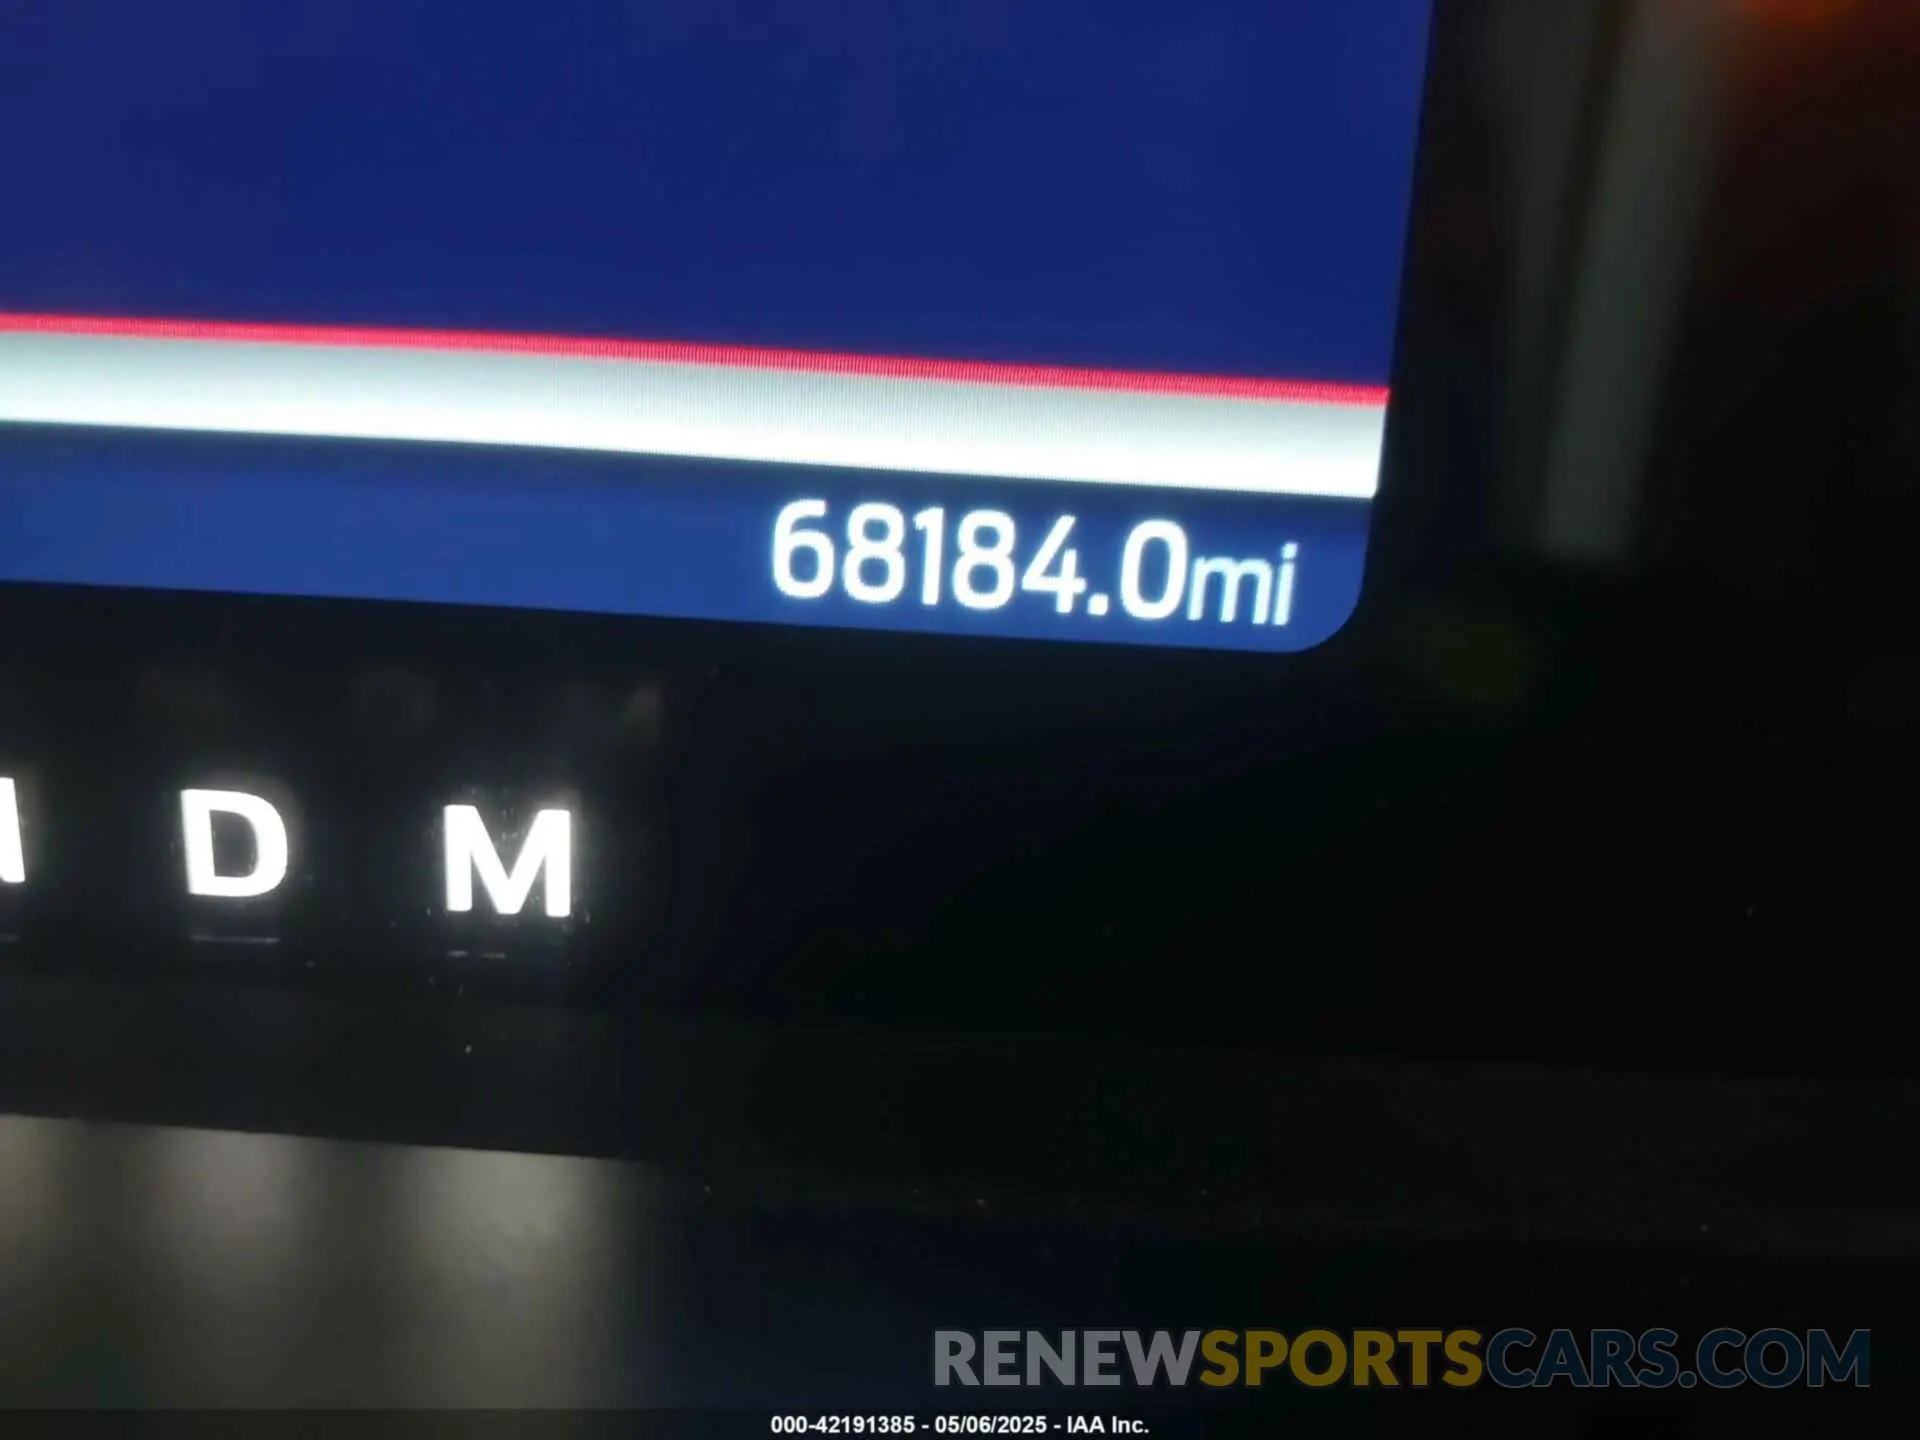 68184.0mi
D M
RENEWSPORTSCARS.COM
000-42191385 - 05/06/2025 - IAA Inc.